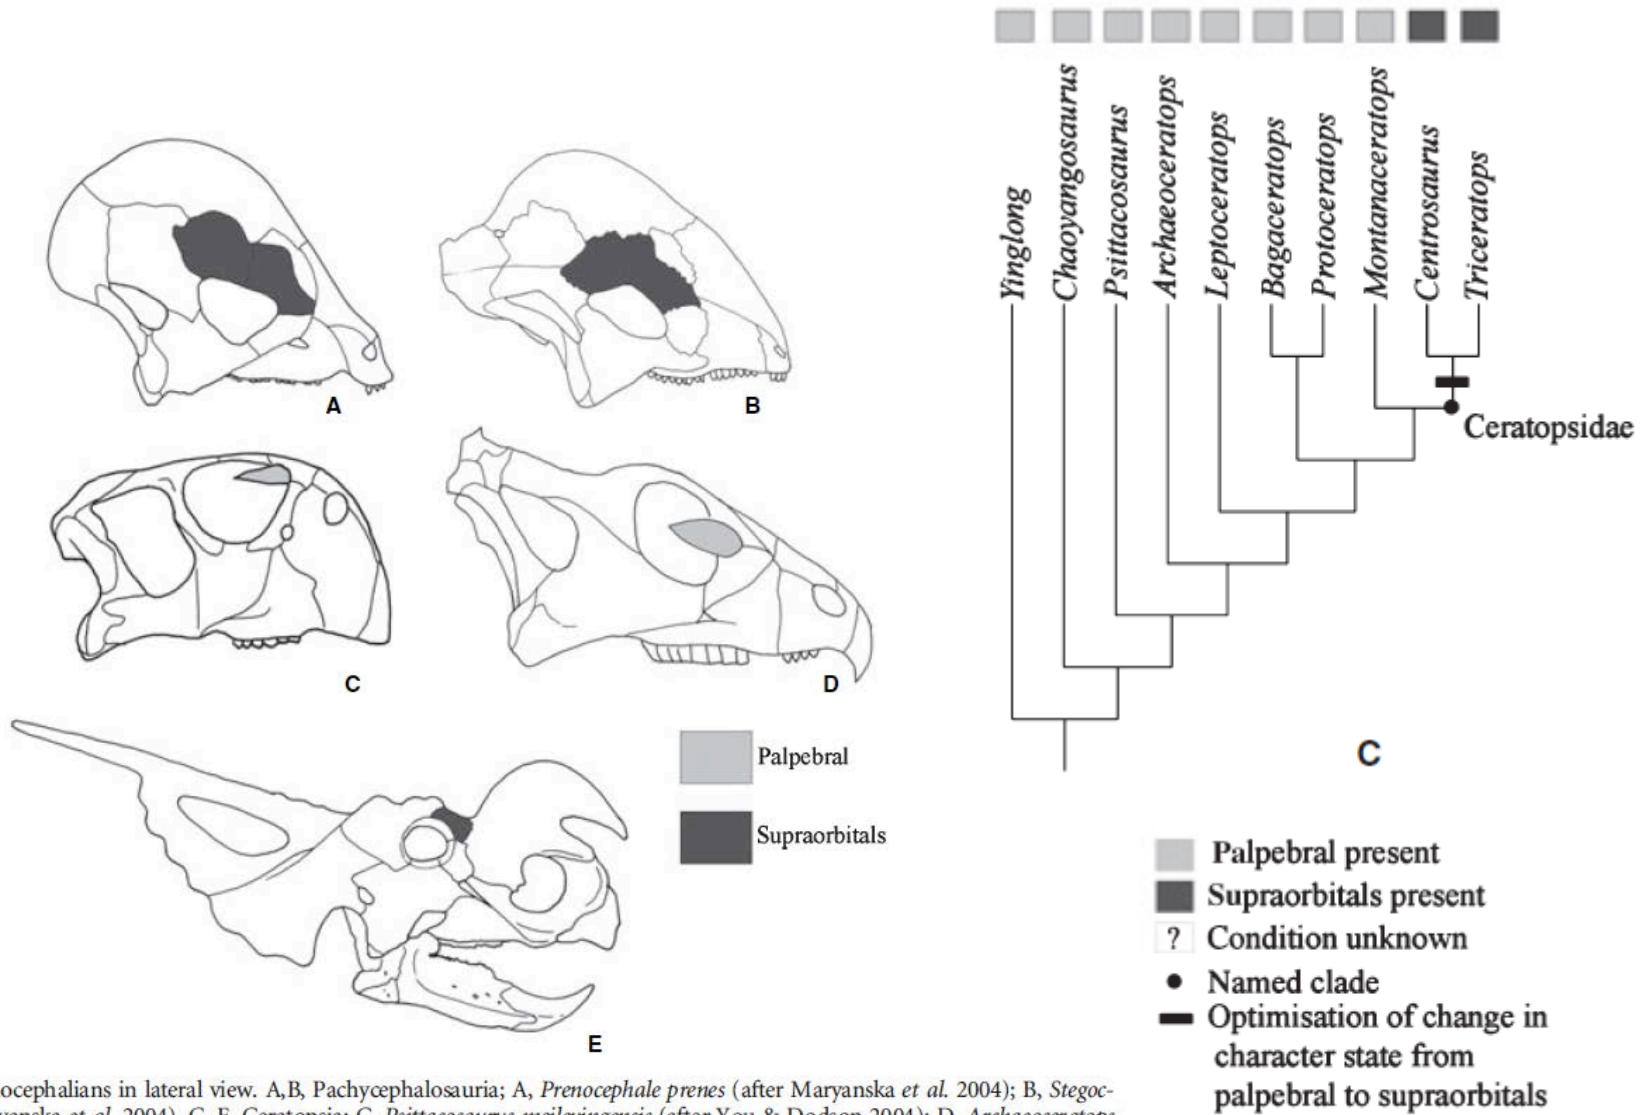 A
B
C
D
Palpebral
Supraorbitals
E
Yinglong
Chaoyangosaurus
Psittacosaurus
Archaeoceratops
Leptoceratops
Bagaceratops
Protoceratops
Montanaceratops
Centrosaurus
Triceratops
Ceratopsidae
C
Palpebral present
Supraorbitals present
? Condition unknown
Named clade
Optimisation of change in
character state from
palpebral to supraorbitals
ocephalians in lateral view. A,B, Pachycephalosauria; A, Prenocephale prenes (after Maryanska et al. 2004); B, Stegoc-